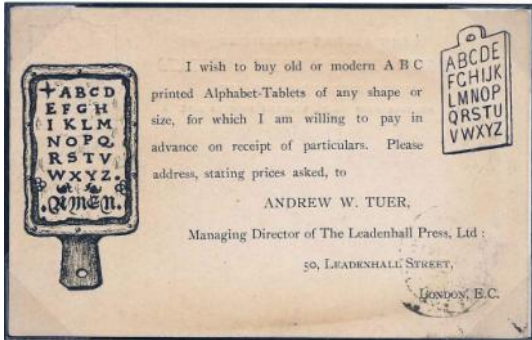 +ABCD
EFGH
IKLM
NOPQ
RSTV
WXYZ.
AMEN.
I wish to buy old or modern A B C
printed Alphabet-Tablets of any shape or
size, for which I am willing to pay in
advance on receipt of particulars. Please
address, stating prices asked, to
ANDREW W. TUER,
Managing Director of The Leadenhall Press, Ltd :
50, LEADENHALL STREET,
LONDON, E.C.
ABCDE
FGHIJK
LMNOP
QRSTU
VWXYZ